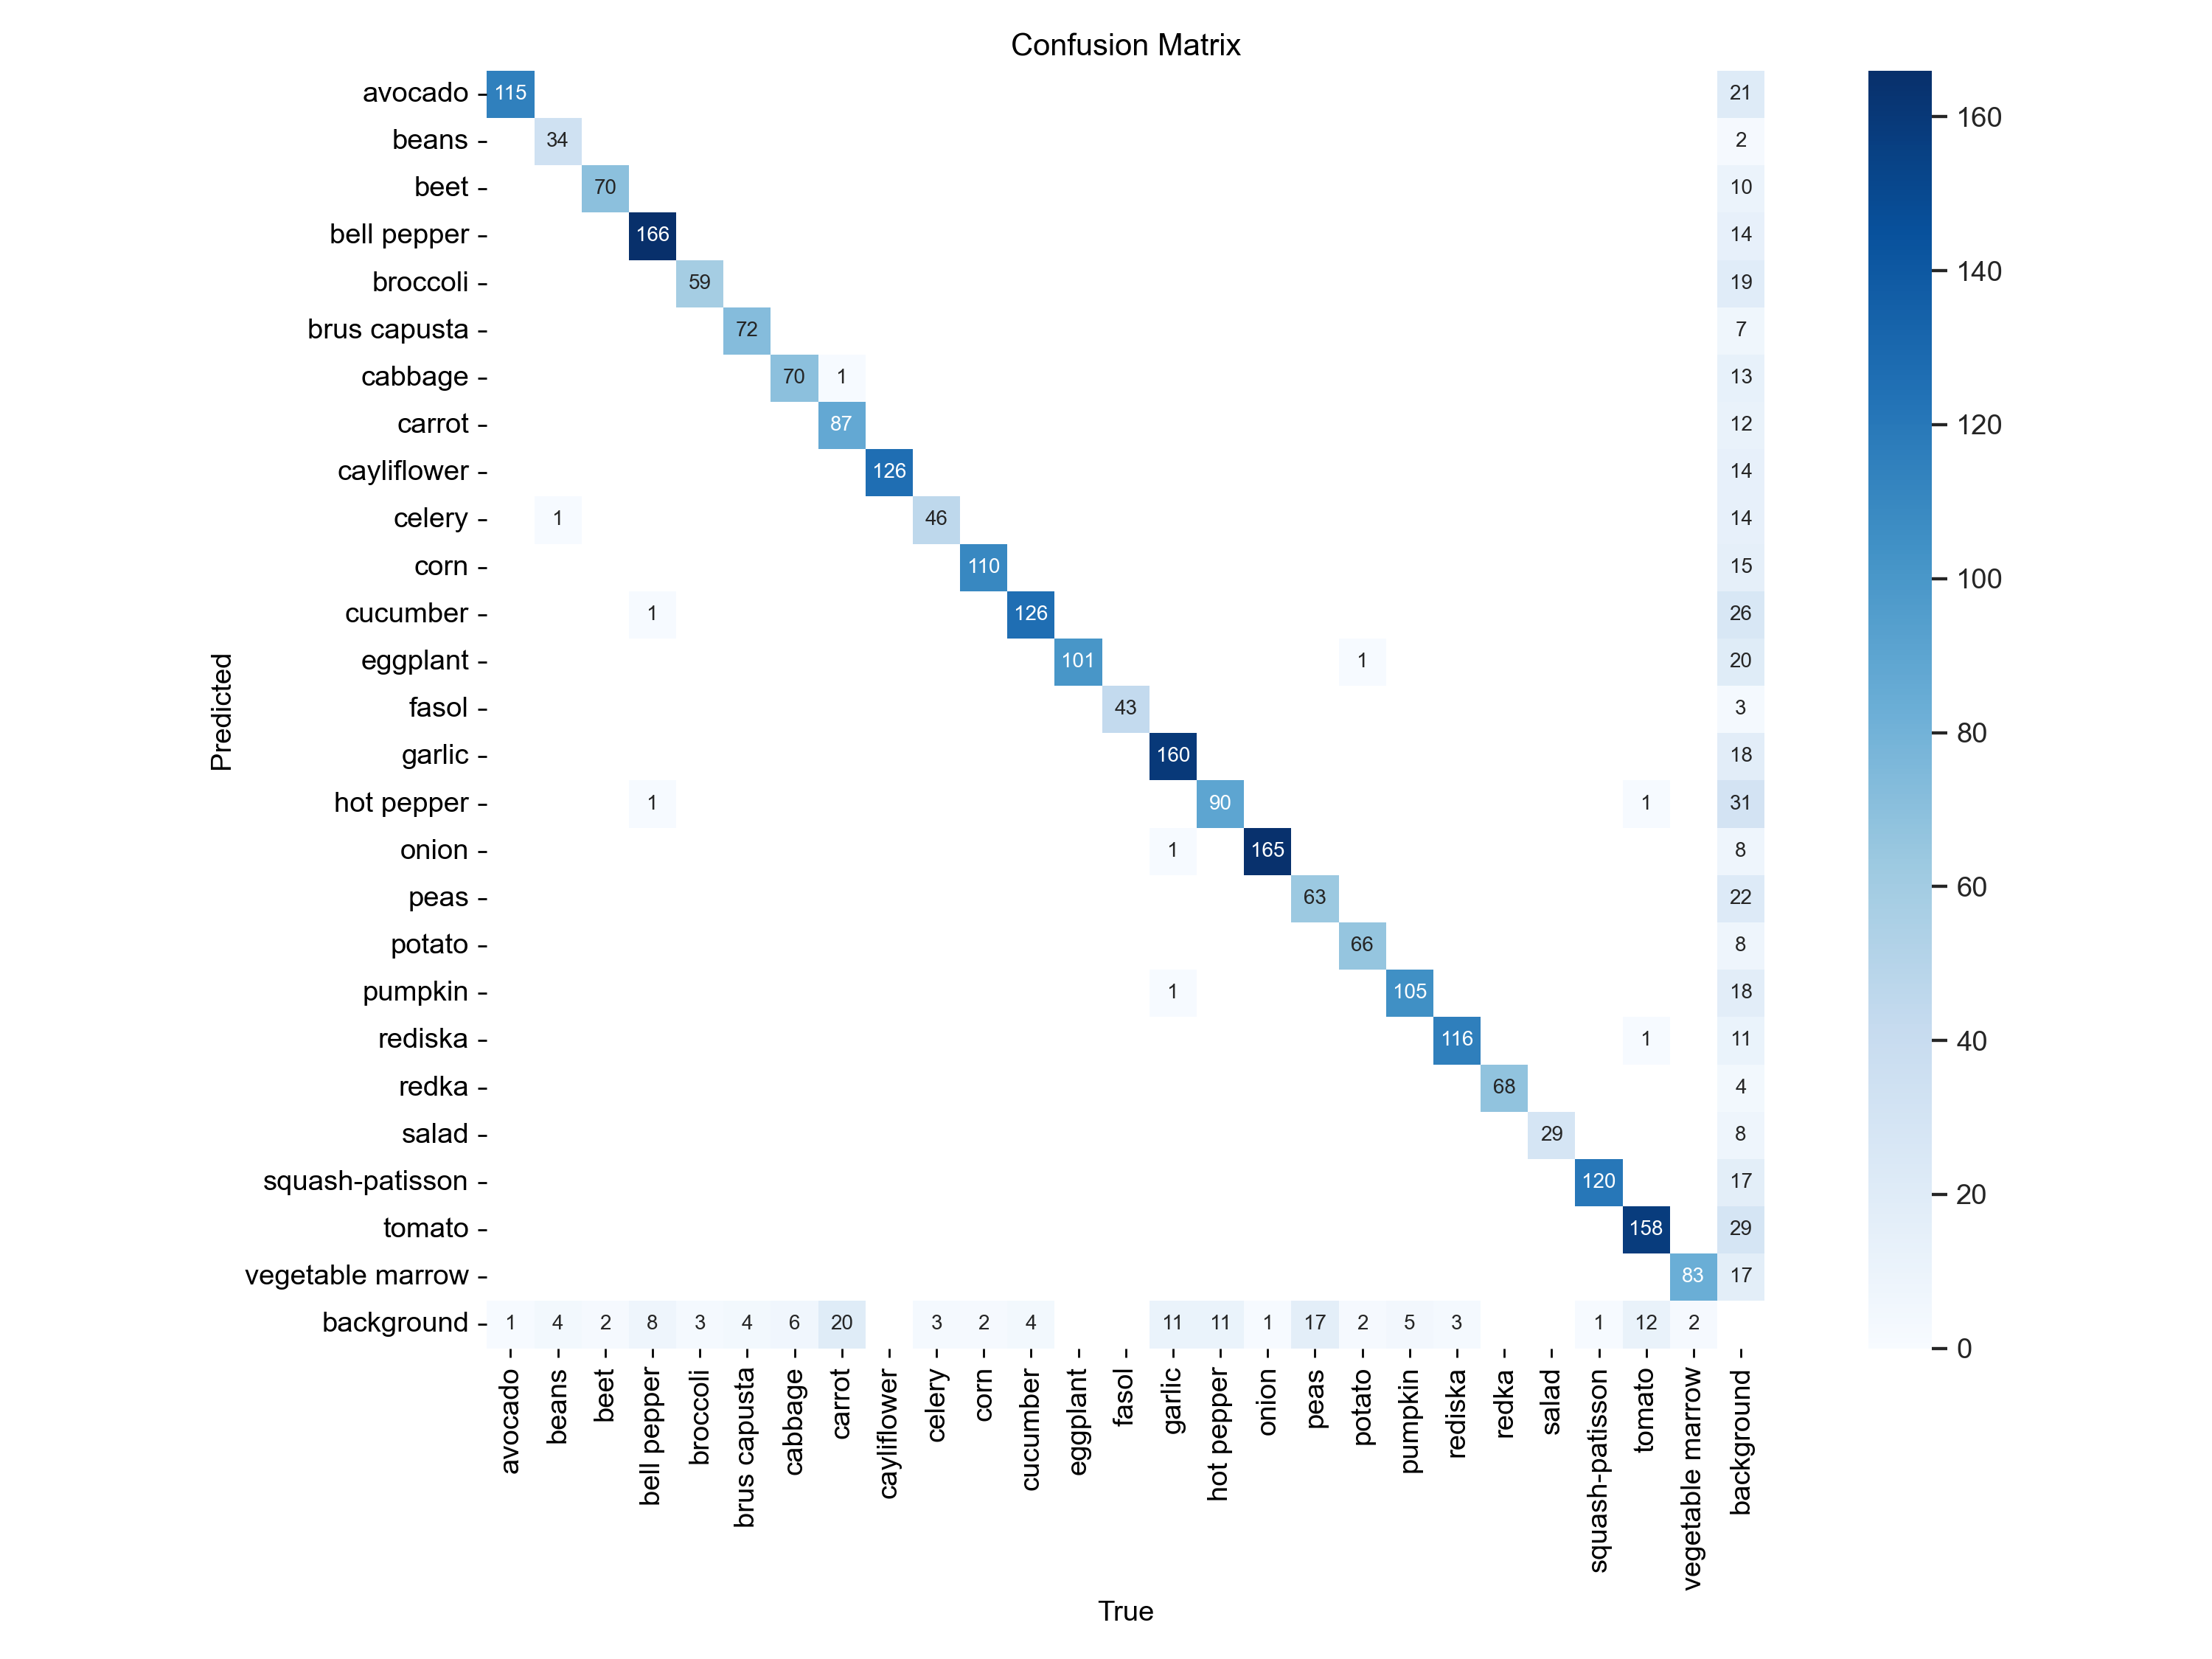 Confusion Matrix
avocado 115 21
beans 34 2
beet 70 10
bell pepper 166 14
broccoli 59 19
brus capusta 72 7
cabbage 70 1 13
carrot 87 12
cayliflower 126 14
celery 1 46 14
corn 110 15
cucumber 1 126 26
eggplant 101 1 20
fasol 43 3
garlic 160 18
hot pepper 1 90 1 31
onion 1 165 8
peas 63 22
potato 66 8
pumpkin 1 105 18
rediska 116 1 11
redka 68 4
salad 29 8
squash-patisson 120 17
tomato 158 29
vegetable marrow 83 17
background 1 4 2 8 3 4 6 20 3 2 4 11 11 1 17 2 5 3 1 12 2
avocado beans beet bell pepper broccoli brus capusta cabbage carrot cayliflower celery corn cucumber eggplant fasol garlic hot pepper onion peas potato pumpkin rediska redka salad squash-patisson tomato vegetable marrow background
True
Predicted
160
140
120
100
80
60
40
20
0